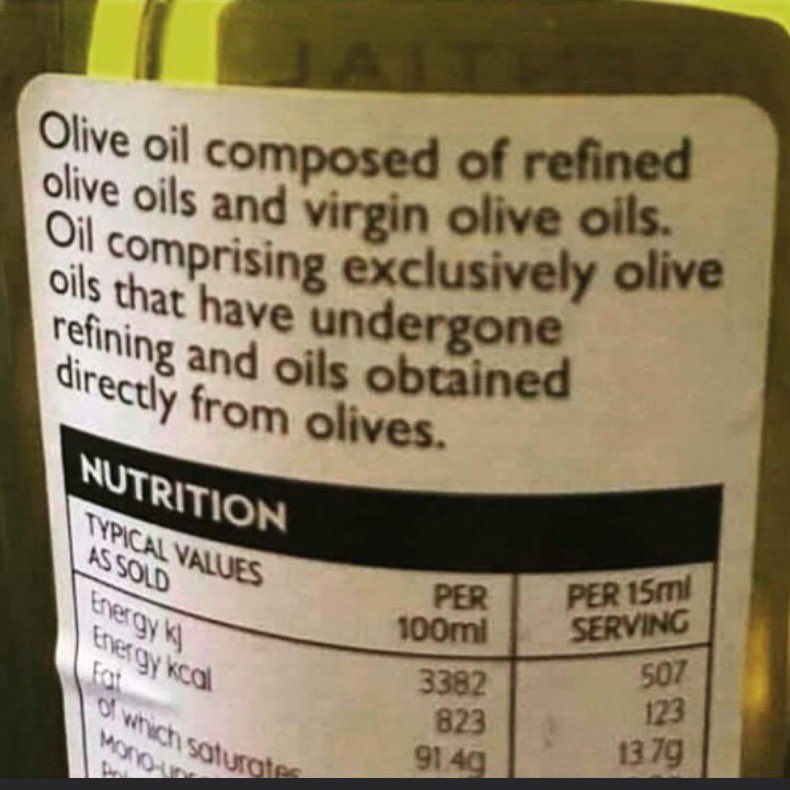 Olive oil composed of refined
olive oils and virgin olive oils.
Oil comprising exclusively olive
oils that have undergone
refining and oils obtained
directly from olives.
NUTRITION
TYPICAL VALUES
AS SOLD
PER
100ml
PER 15ml
SERVING
Energy kJ 3382 507
Energy kcal 823 123
Fat 91.4g 13.7g
of which saturates